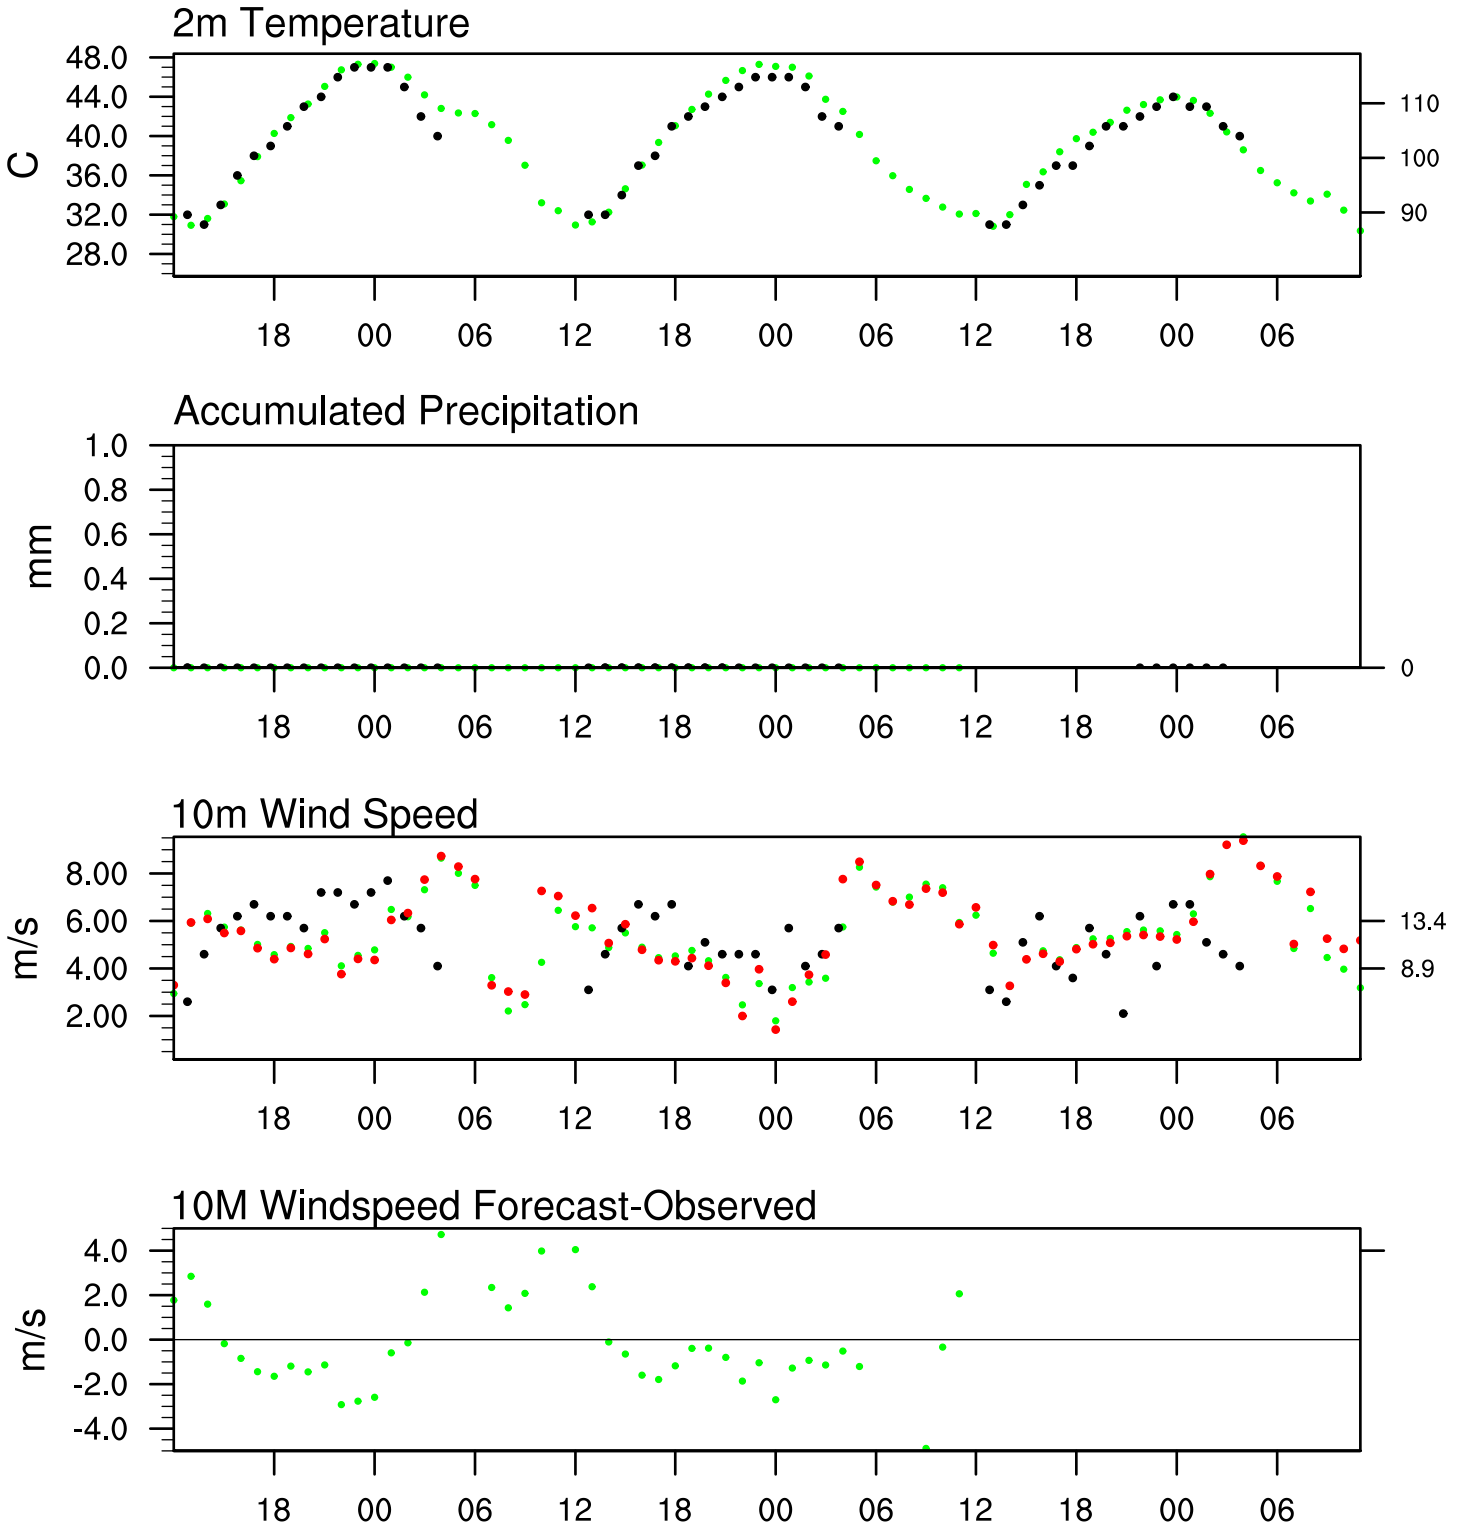 2m Temperature
48.0
44.0
110
40.0
C
100
36.0
32.0
90
28.0
18 00 06 12 18 00 06 12 18 00 06
Accumulated Precipitation
1.0
0.8
0.6
mm
0.4
0.2
0.0
0
18 00 06 12 18 00 06 12 18 00 06
10m Wind Speed
8.00
6.00
13.4
m/s
4.00
8.9
2.00
18 00 06 12 18 00 06 12 18 00 06
10M Windspeed Forecast-Observed
4.0
2.0
m/s
0.0
-2.0
-4.0
18 00 06 12 18 00 06 12 18 00 06